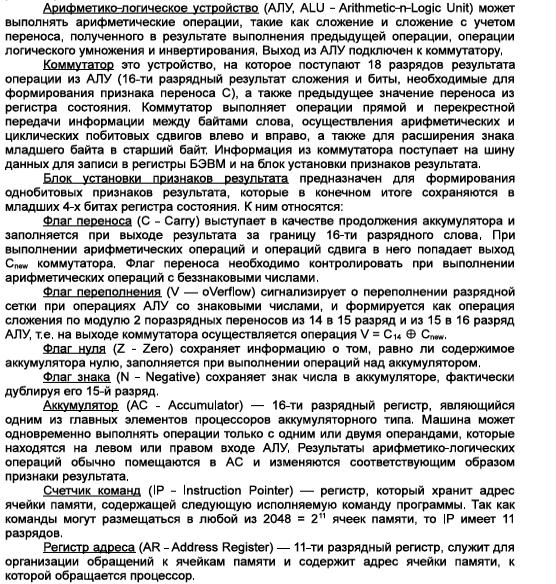 Арифметико-логическое устройство (АЛУ, ALU - Arithmetic-n-Logic Unit) может
выполнять арифметические операции, такие как сложение и сложение с учетом
переноса, полученного в результате выполнения предыдущей операции, операции
логического умножения и инвертирования. Выход из АЛУ подключен к коммутатору,
Коммутатор это устройство, на которое поступают 18 разрядов результата
операции из АЛУ (16-ти разрядный результат сложения и биты, необходимые для
формирования признака переноса С), а также предыдущее значение переноса из
регистра состояния. Коммутатор выполняет операции прямой и перекрестной
передачи информации между байтами слова, осуществления арифметических и
циклических побитовых сдвигов влево и вправо, а также для расширения знака
младшего байта в старший байт. Информация из коммутатора поступает на шину
данных для записи в регистры БЭВМ и на блок установки признаков результата.
Блок установки признаков результата предназначен для формирования
однобитовых признаков результата, которые в конечном итоге сохраняются в
младших 4-х битах регистра состояния. К ним относятся:
Флаг переноса (C - Carry) выступает в качестве продолжения аккумулятора и
заполняется при выходе результата за границу 16-ти разрядного слова. При
выполнении арифметических операций и операций сдвига в него попадает выход
Cnew коммутатора. Флаг переноса необходимо контролировать при выполнении
арифметических операций с беззнаковыми числами.
Флаг переполнения (V — oVerflow) сигнализирует о переполнении разрядной
сетки при операциях АЛУ со знаковыми числами, и формируется как операция
сложения по модулю 2 поразрядных переносов из 14 в 15 разряд и из 15 в 16 разряд
АЛУ, т.е. на выходе коммутатора осуществляется операция V = C14 ⊕ Cnew.
Флаг нуля (Z - Zero) сохраняет информацию о том, равно ли содержимое
аккумулятора нулю, заполняется при выполнении операций над аккумулятором.
Флаг знака (N - Negative) сохраняет знак числа в аккумуляторе, фактически
дублируя его 15-й разряд.
Аккумулятор (AC - Accumulator) — 16-ти разрядный регистр, являющийся
одним из главных элементов процессоров аккумуляторного типа. Машина может
одновременно выполнять операции только с одним или двумя операндами, которые
находятся на левом или правом входе АЛУ. Результаты арифметико-логических
операций обычно помещаются в АС и изменяются соответствующим образом
признаки результата.
Счетчик команд (IP - Instruction Pointer) — регистр, который хранит адрес
ячейки памяти, содержащей следующую исполняемую команду программы. Так как
команды могут размещаться в любой из 2048 = 2¹¹ ячеек памяти, то IP имеет 11
разрядов.
Регистр адреса (AR - Address Register) — 11-ти разрядный регистр, служит для
организации обращений к ячейкам памяти и содержит адрес ячейки памяти, к
которой обращается процессор.